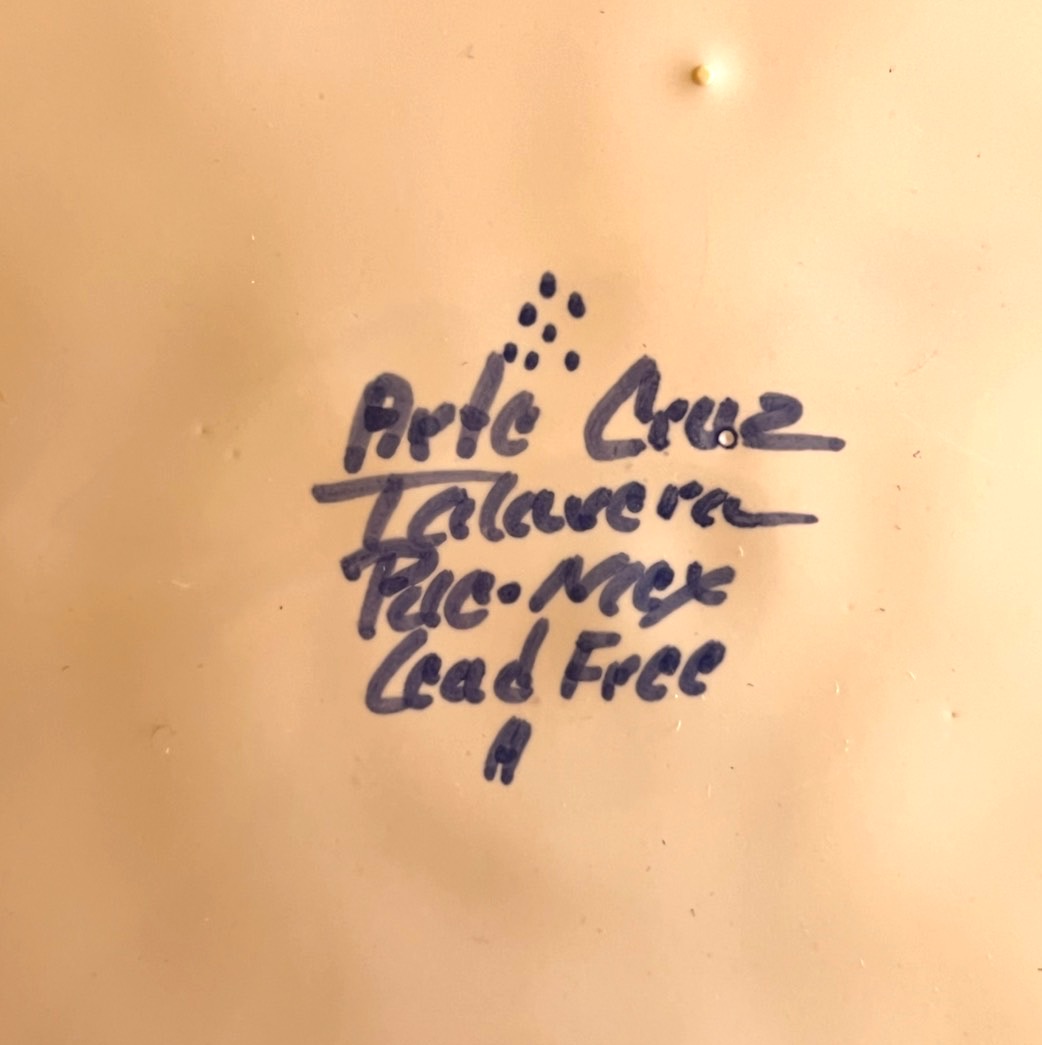 Arte Cruz
Talavera
Pue. Mex
Lead Free
A